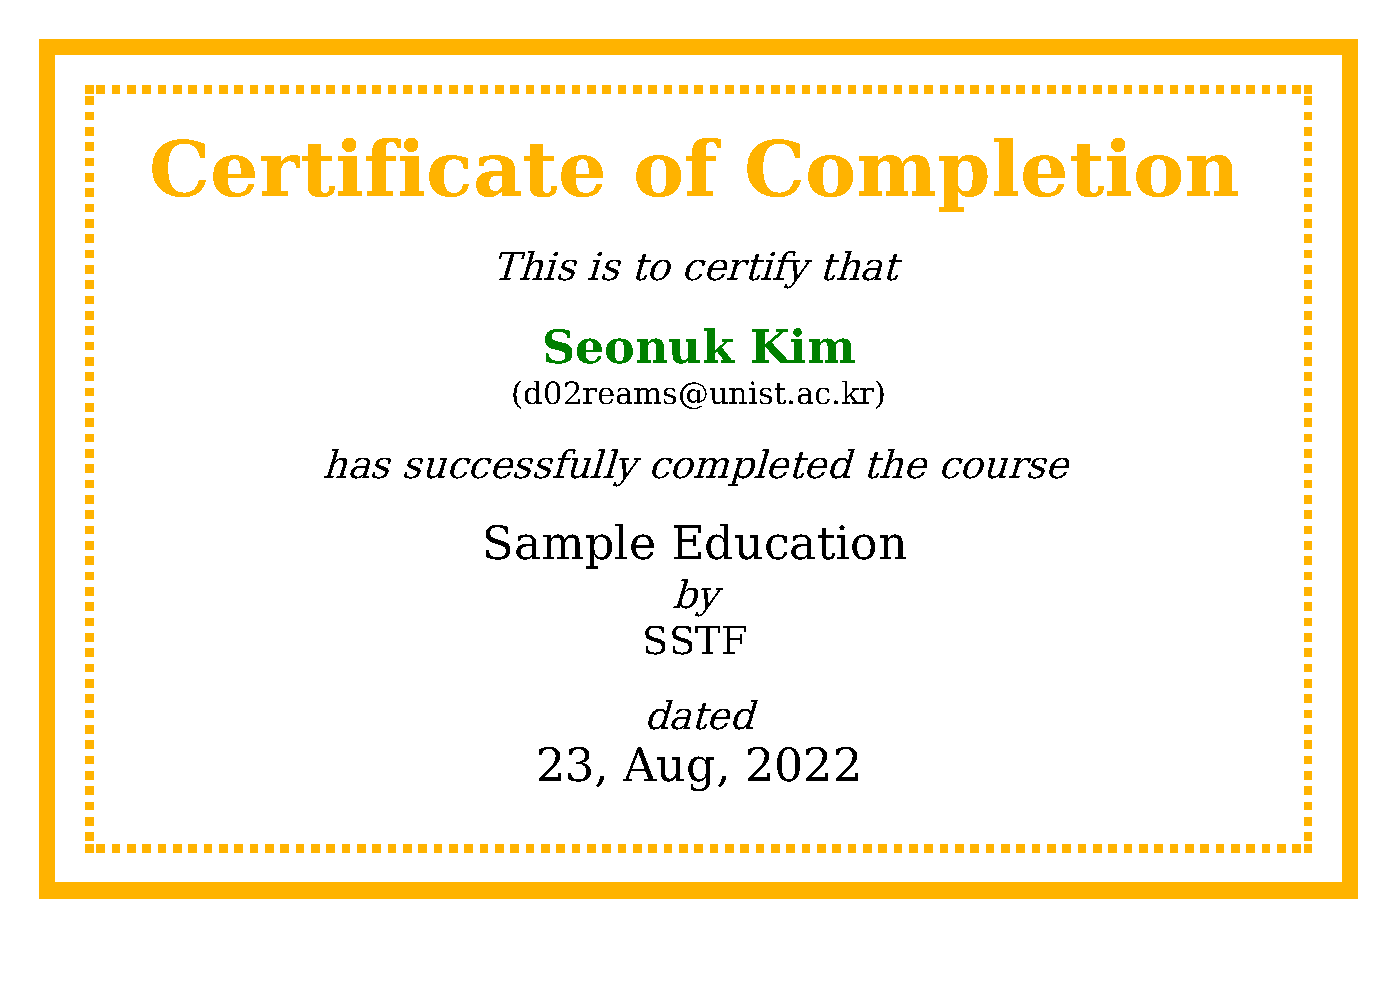 Certificate of Completion
This is to certify that
Seonuk Kim
(d02reams@unist.ac.kr)
has successfully completed the course
Sample Education
by
SSTF
dated
23, Aug, 2022